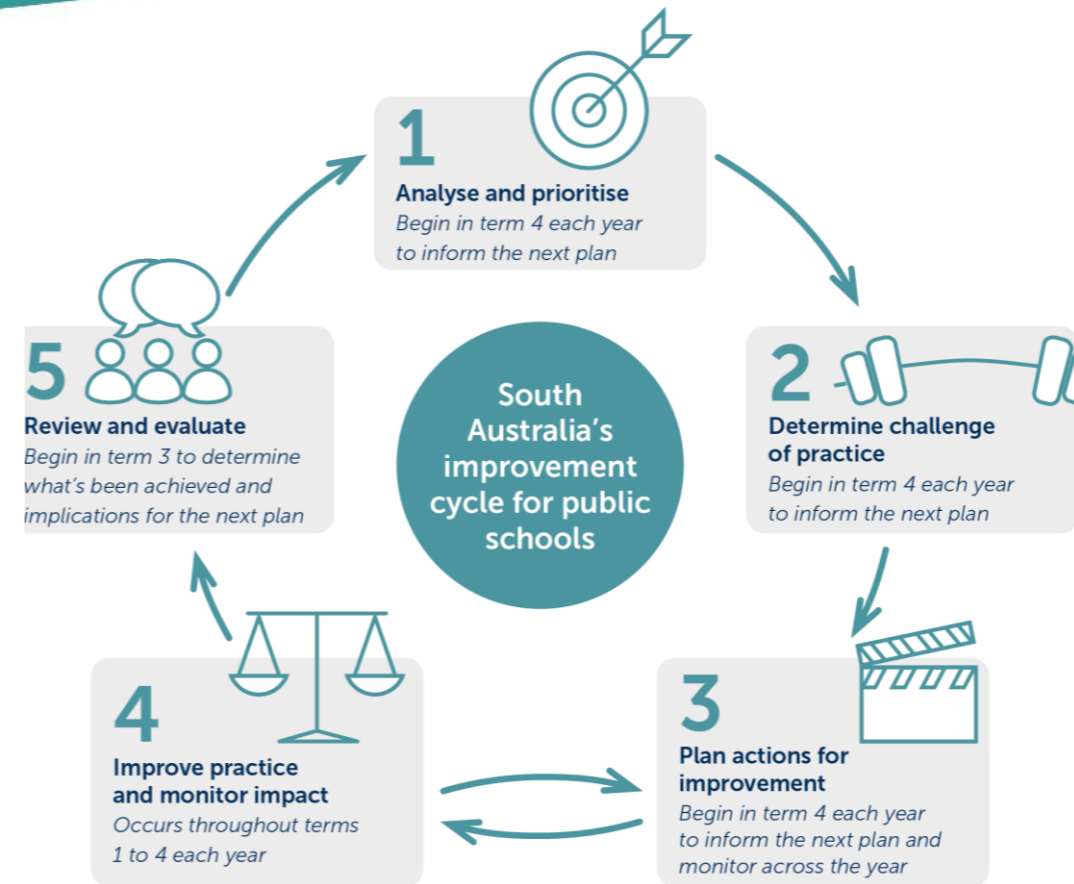 1
Analyse and prioritise
Begin in term 4 each year
to inform the next plan
2
Determine challenge
of practice
Begin in term 4 each year
to inform the next plan
3
Plan actions for
improvement
Begin in term 4 each year
to inform the next plan and
monitor across the year
4
Improve practice
and monitor impact
Occurs throughout terms
1 to 4 each year
5
Review and evaluate
Begin in term 3 to determine
what's been achieved and
implications for the next plan
South
Australia's
improvement
cycle for public
schools